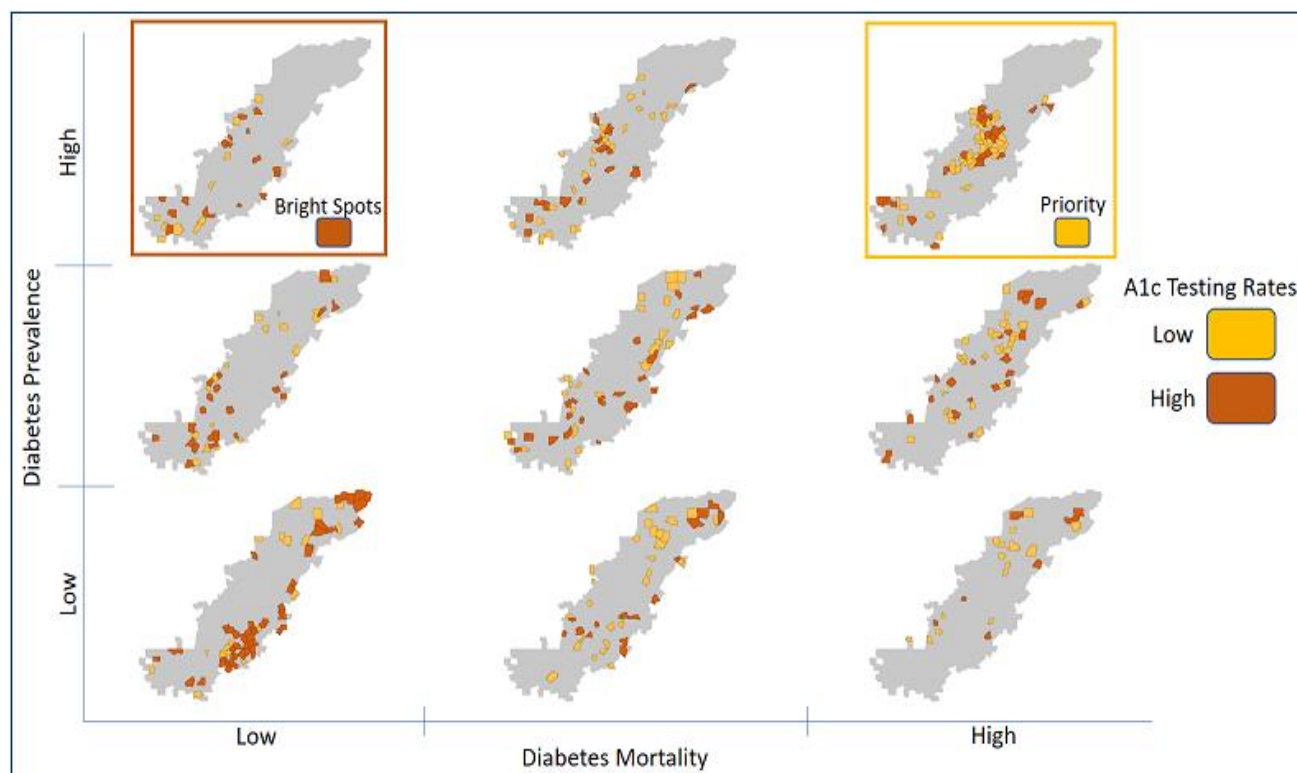 High
Bright Spots
Priority
Diabetes Prevalence
A1c Testing Rates
Low
High
Low
Low
High
Diabetes Mortality